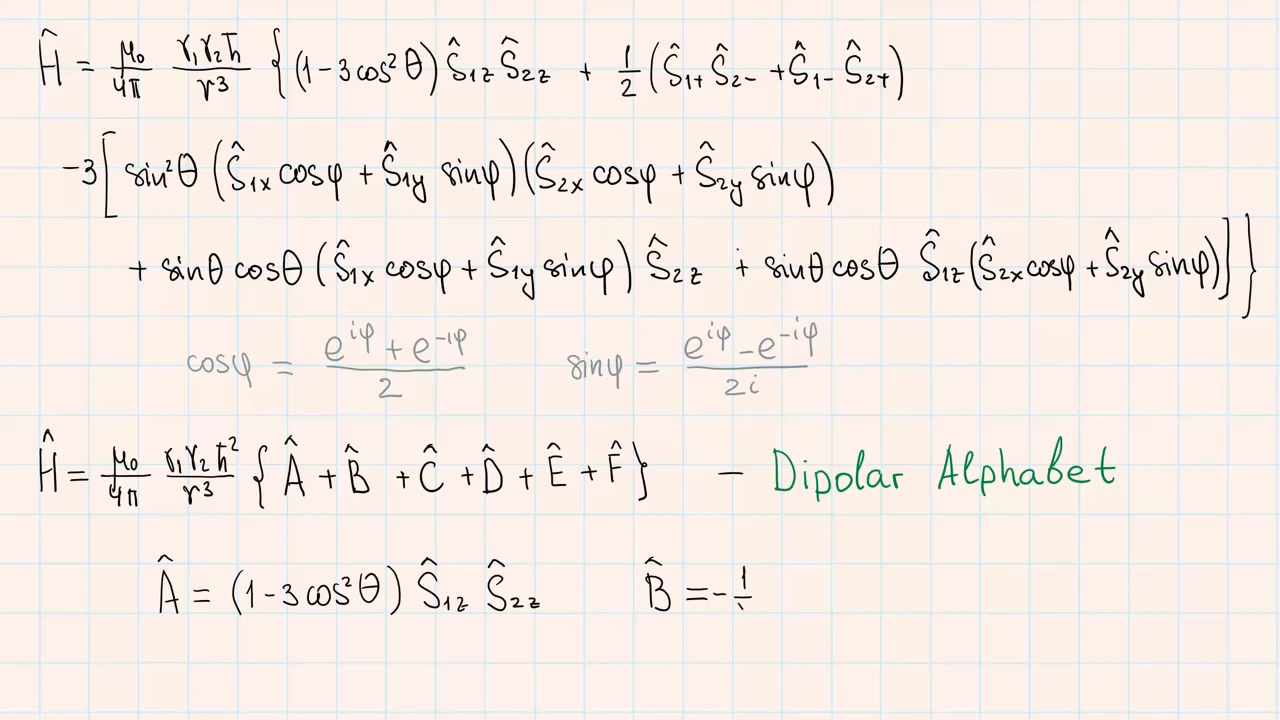 Ĥ = μ₀/4π γ₁γ₂ħ/r³ {(1-3cos²θ) Ŝ₁z Ŝ₂z + 1/2 (Ŝ₁₊ Ŝ₂₋ + Ŝ₁₋ Ŝ₂₊)
-3[ sin²θ (Ŝ₁x cosφ + Ŝ₁y sinφ)(Ŝ₂x cosφ + Ŝ₂y sinφ)
+ sinθ cosθ (Ŝ₁x cosφ + Ŝ₁y sinφ) Ŝ₂z + sinθ cosθ Ŝ₁z (Ŝ₂x cosφ + Ŝ₂y sinφ)]}
cosφ = (e^{iφ} + e^{-iφ})/2 sinφ = (e^{iφ} - e^{-iφ})/2i
Ĥ = μ₀/4π γ₁γ₂ħ²/r³ {Â + B̂ + Ĉ + D̂ + Ê + F̂} - Dipolar Alphabet
Â = (1-3cos²θ) Ŝ₁z Ŝ₂z B̂ = -1/